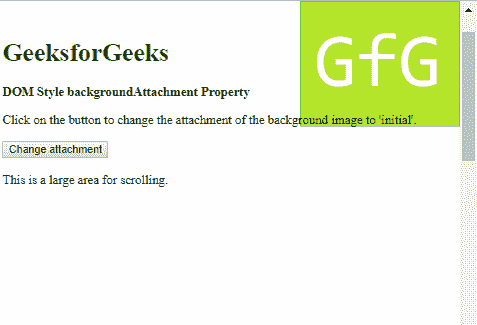 GfG
GeeksforGeeks
DOM Style backgroundAttachment Property
Click on the button to change the attachment of the background image to 'initial'.
Change attachment
This is a large area for scrolling.